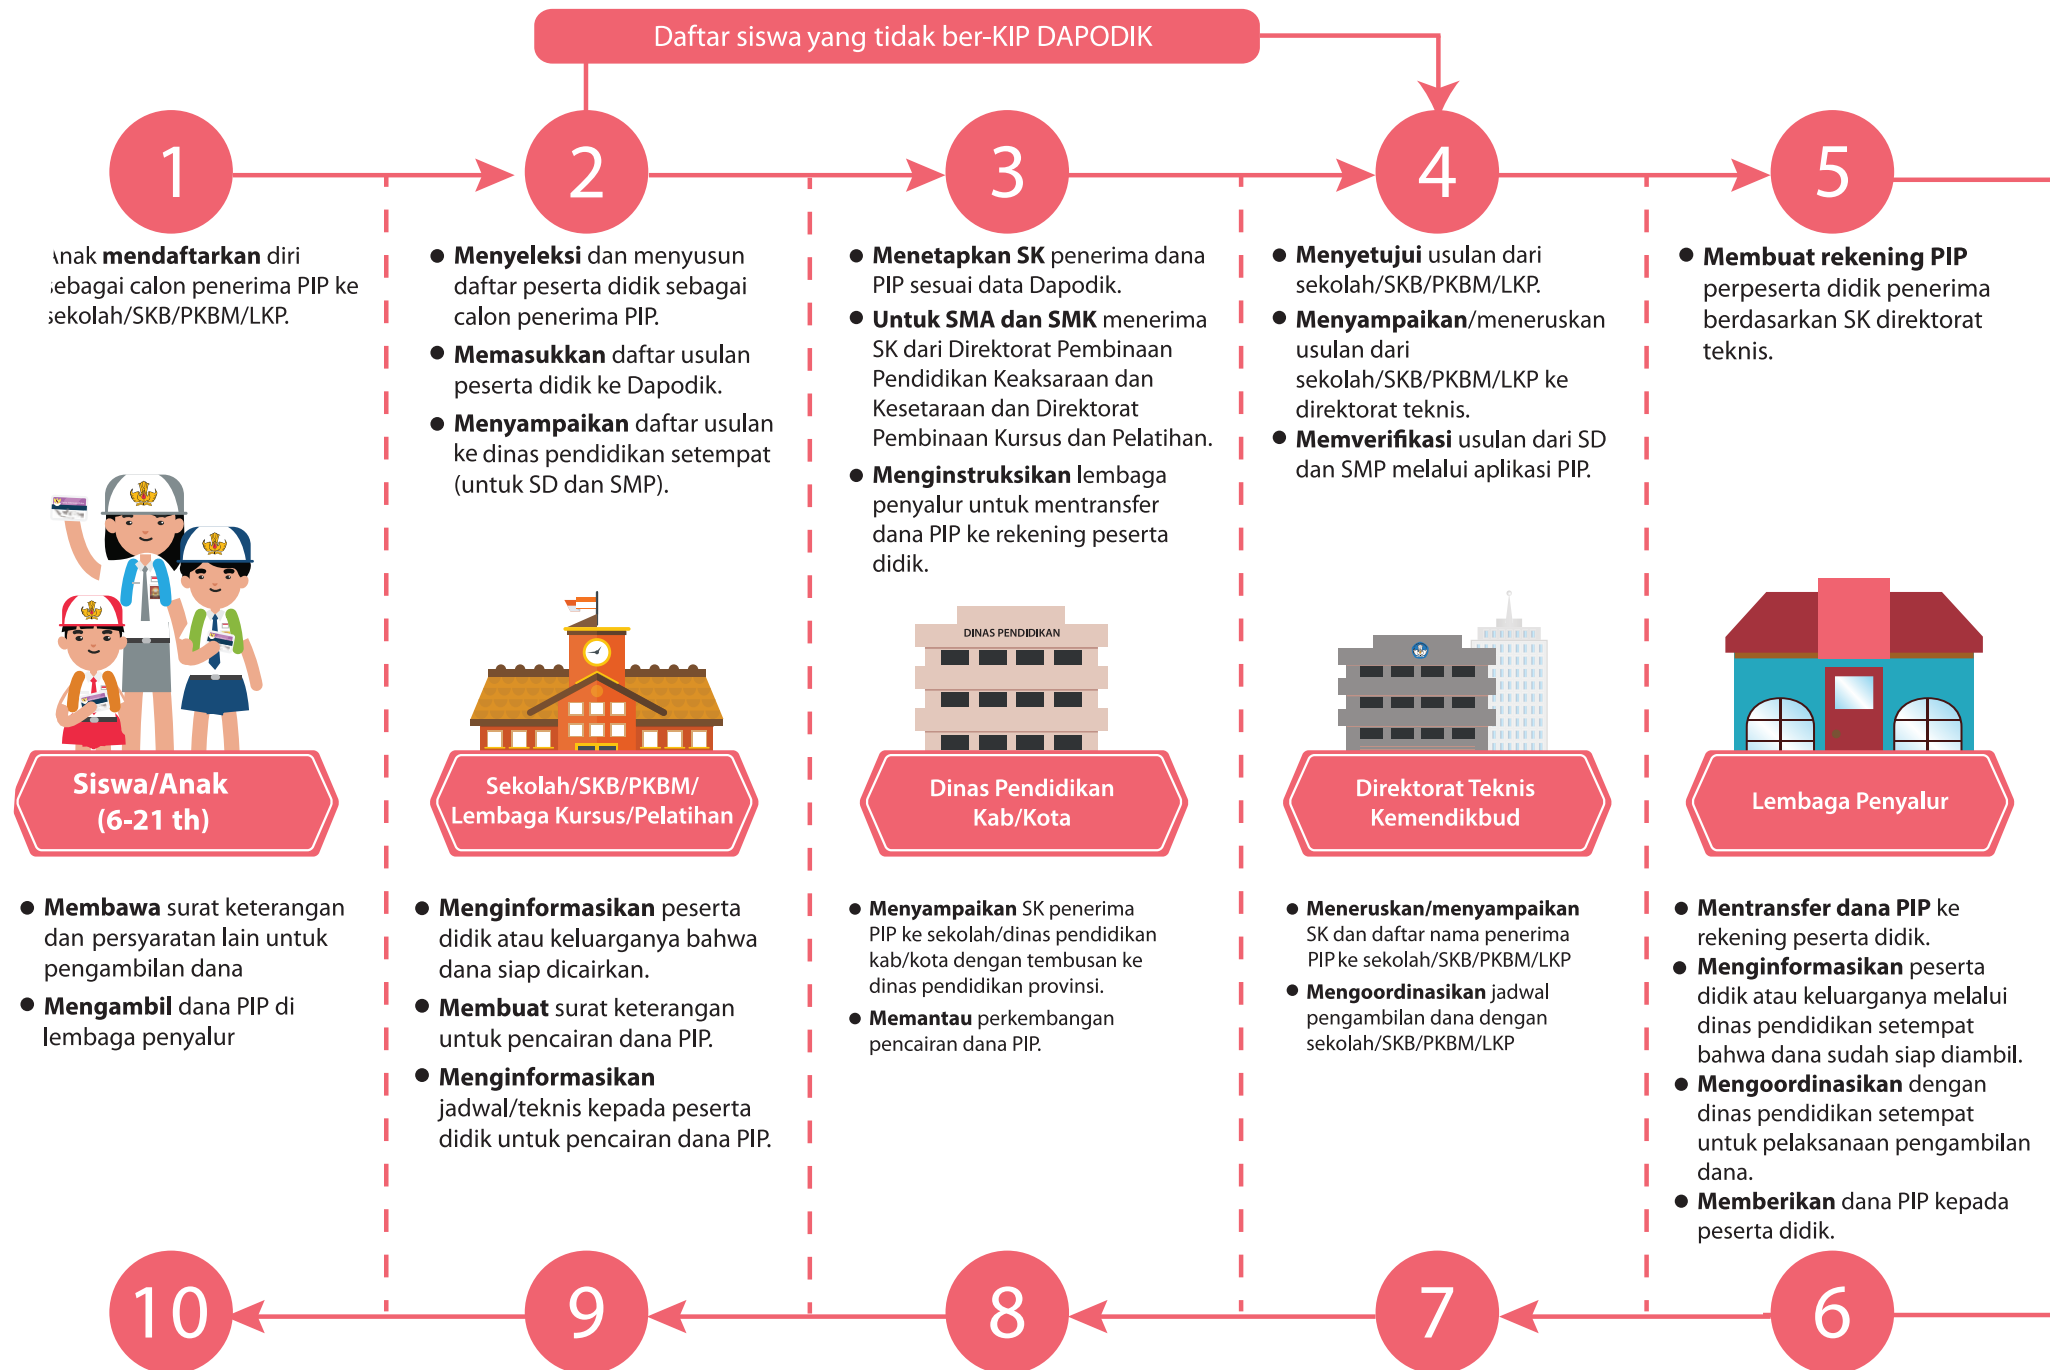 Daftar siswa yang tidak ber-KIP DAPODIK
1
2
3
4
5
Anak mendaftarkan diri
sebagai calon penerima PIP ke
sekolah/SKB/PKBM/LKP.
● Menyeleksi dan menyusun
daftar peserta didik sebagai
calon penerima PIP.
● Memasukkan daftar usulan
peserta didik ke Dapodik.
● Menyampaikan daftar usulan
ke dinas pendidikan setempat
(untuk SD dan SMP).
● Menetapkan SK penerima dana
PIP sesuai data Dapodik.
● Untuk SMA dan SMK menerima
SK dari Direktorat Pembinaan
Pendidikan Keaksaraan dan
Kesetaraan dan Direktorat
Pembinaan Kursus dan Pelatihan.
● Menginstruksikan lembaga
penyalur untuk mentransfer
dana PIP ke rekening peserta
didik.
● Menyetujui usulan dari
sekolah/SKB/PKBM/LKP.
● Menyampaikan/meneruskan
usulan dari
sekolah/SKB/PKBM/LKP ke
direktorat teknis.
● Memverifikasi usulan dari SD
dan SMP melalui aplikasi PIP.
● Membuat rekening PIP
perpeserta didik penerima
berdasarkan SK direktorat
teknis.
DINAS PENDIDIKAN
Siswa/Anak
(6-21 th)
Sekolah/SKB/PKBM/
Lembaga Kursus/Pelatihan
Dinas Pendidikan
Kab/Kota
Direktorat Teknis
Kemendikbud
Lembaga Penyalur
● Membawa surat keterangan
dan persyaratan lain untuk
pengambilan dana
● Mengambil dana PIP di
lembaga penyalur
● Menginformasikan peserta
didik atau keluarganya bahwa
dana siap dicairkan.
● Membuat surat keterangan
untuk pencairan dana PIP.
● Menginformasikan
jadwal/teknis kepada peserta
didik untuk pencairan dana PIP.
● Menyampaikan SK penerima
PIP ke sekolah/dinas pendidikan
kab/kota dengan tembusan ke
dinas pendidikan provinsi.
● Memantau perkembangan
pencairan dana PIP.
● Meneruskan/menyampaikan
SK dan daftar nama penerima
PIP ke sekolah/SKB/PKBM/LKP
● Mengoordinasikan jadwal
pengambilan dana dengan
sekolah/SKB/PKBM/LKP
● Mentransfer dana PIP ke
rekening peserta didik.
● Menginformasikan peserta
didik atau keluarganya melalui
dinas pendidikan setempat
bahwa dana sudah siap diambil.
● Mengoordinasikan dengan
dinas pendidikan setempat
untuk pelaksanaan pengambilan
dana.
● Memberikan dana PIP kepada
peserta didik.
10
9
8
7
6